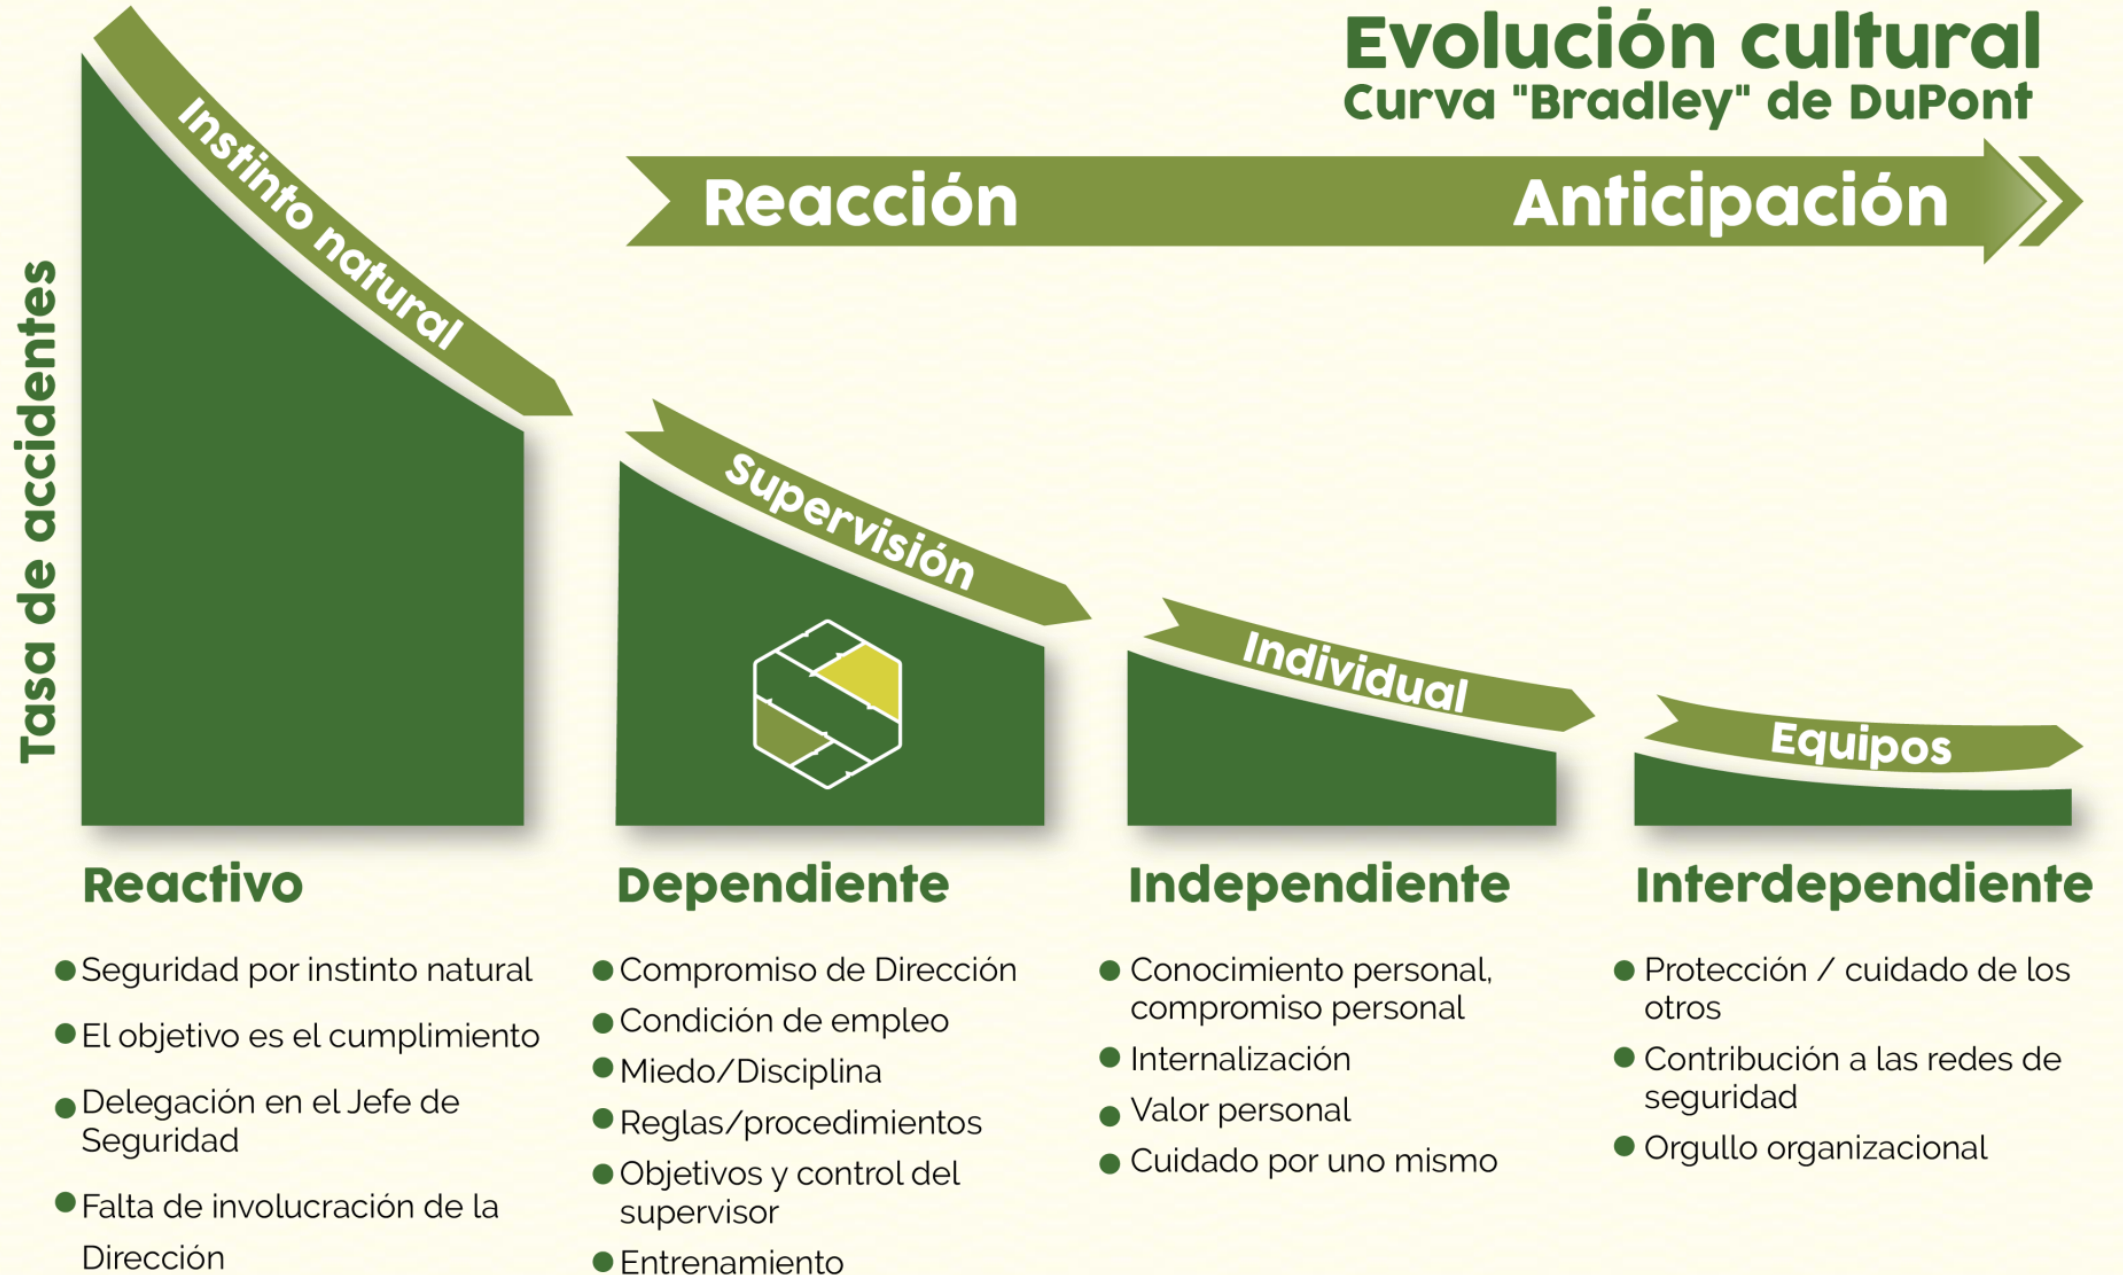 Evolución cultural
Curva "Bradley" de DuPont
Reacción
Anticipación
Tasa de accidentes
Instinto natural
Supervisión
Individual
Equipos
Reactivo
Seguridad por instinto natural
El objetivo es el cumplimiento
Delegación en el Jefe de
Seguridad
Falta de involucración de la
Dirección
Dependiente
Compromiso de Dirección
Condición de empleo
Miedo/Disciplina
Reglas/procedimientos
Objetivos y control del
supervisor
Entrenamiento
Independiente
Conocimiento personal,
compromiso personal
Internalización
Valor personal
Cuidado por uno mismo
Interdependiente
Protección / cuidado de los
otros
Contribución a las redes de
seguridad
Orgullo organizacional